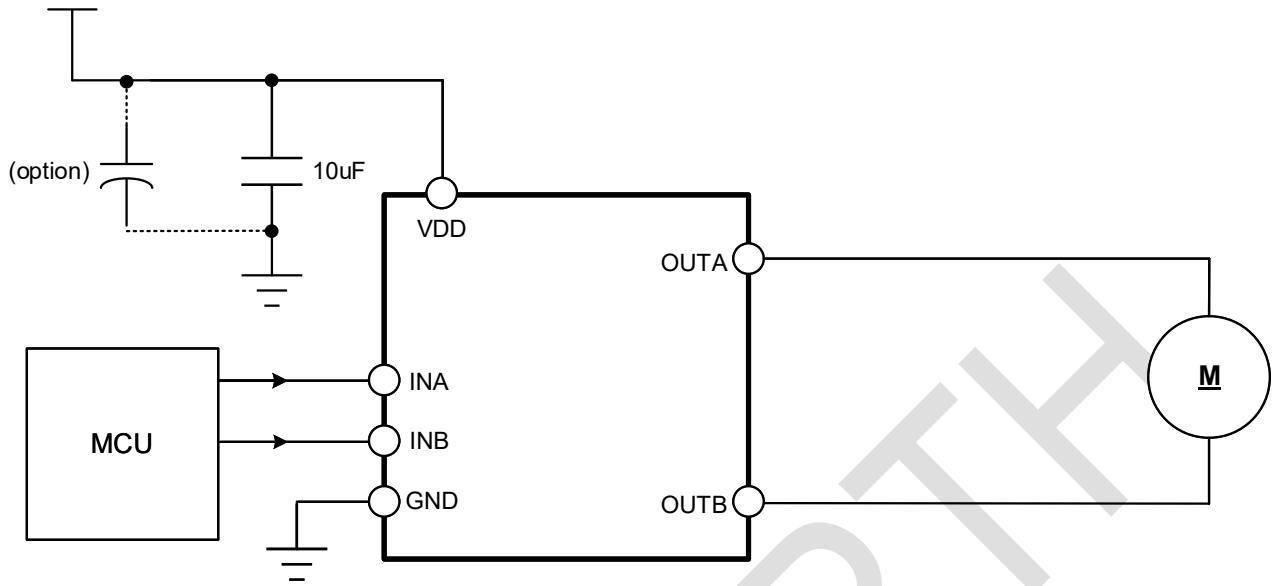 (option)
10uF
VDD
OUTA
INA
M
MCU
INB
GND
OUTB